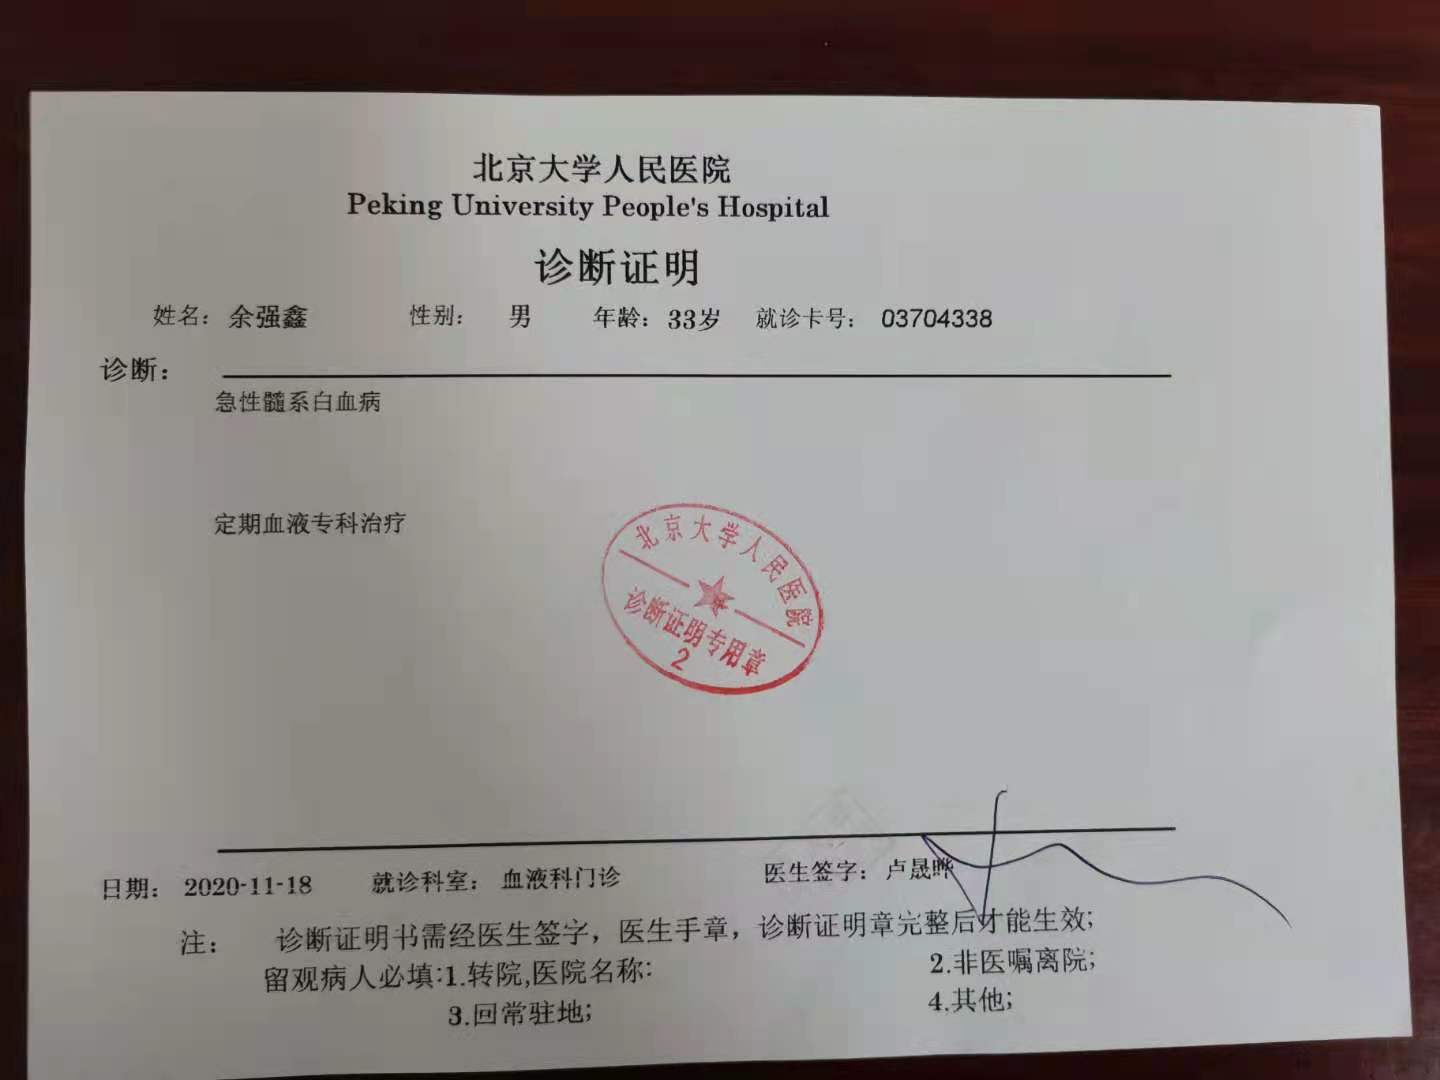 北京大学人民医院
Peking University People's Hospital
诊断证明
姓名：余强鑫 性别： 男 年龄：33岁 就诊卡号： 03704338
诊断：
急性髓系白血病
定期血液专科治疗
北京大学人民医院
诊断证明专用章
2
日期： 2020-11-18 就诊科室： 血液科门诊 医生签字：卢晟晔
注： 诊断证明书需经医生签字，医生手章，诊断证明章完整后才能生效;
留观病人必填:1.转院,医院名称: 2.非医嘱离院;
3.回常驻地; 4.其他;